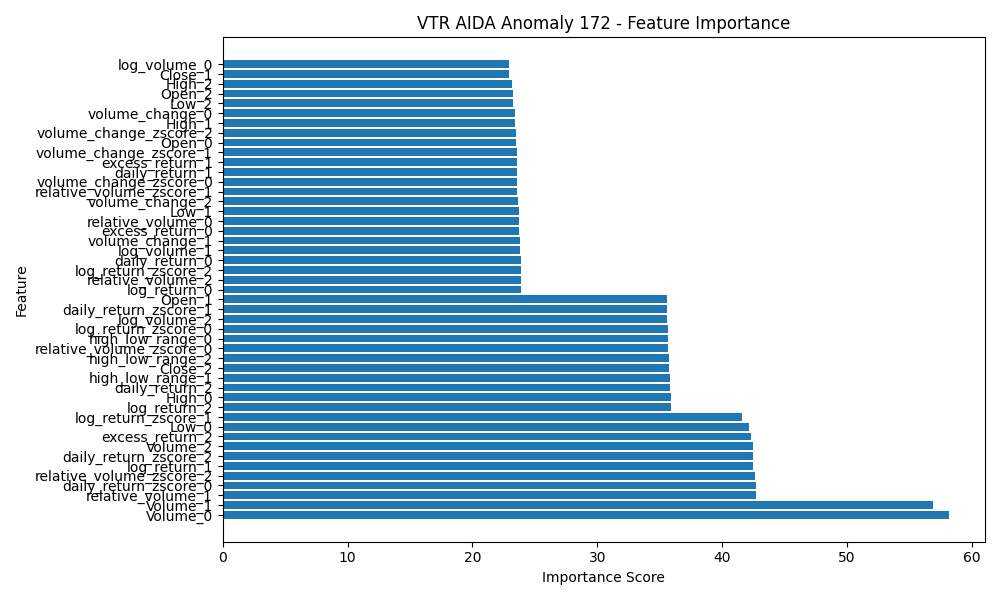 VTR AIDA Anomaly 172 - Feature Importance
log_volume_0
Close_1
High_2
Open_2
Low_2
volume_change_0
High_1
volume_change_zscore_2
Open_0
volume_change_zscore_1
excess_return_1
daily_return_1
volume_change_zscore_0
relative_volume_zscore_1
volume_change_2
Low_1
relative_volume_0
excess_return_0
volume_change_1
log_volume_1
daily_return_0
log_return_zscore_2
relative_volume_2
log_return_0
Open_1
daily_return_zscore_1
log_volume_2
log_return_zscore_0
high_low_range_0
relative_volume_zscore_0
high_low_range_2
Close_2
high_low_range_1
daily_return_2
High_0
log_return_2
log_return_zscore_1
Low_0
excess_return_2
Volume_2
daily_return_zscore_2
log_return_1
relative_volume_zscore_2
daily_return_zscore_0
relative_volume_1
Volume_1
Volume_0
Feature
0 10 20 30 40 50 60
Importance Score